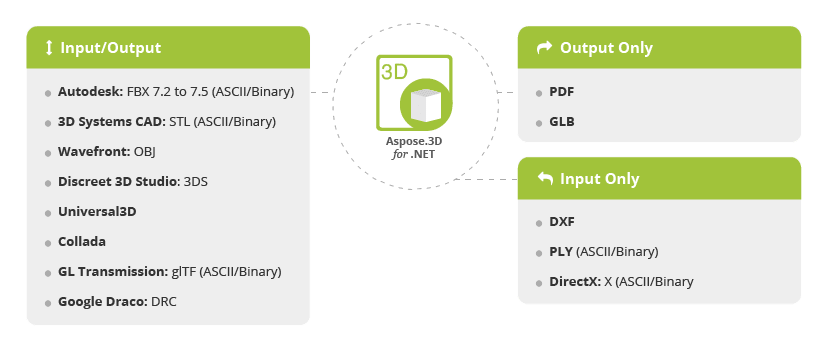 Input/Output
Autodesk: FBX 7.2 to 7.5 (ASCII/Binary)
3D Systems CAD: STL (ASCII/Binary)
Wavefront: OBJ
Discreet 3D Studio: 3DS
Universal3D
Collada
GL Transmission: glTF (ASCII/Binary)
Google Draco: DRC
3D
Aspose.3D
for .NET
Output Only
PDF
GLB
Input Only
DXF
PLY (ASCII/Binary)
DirectX: X (ASCII/Binary